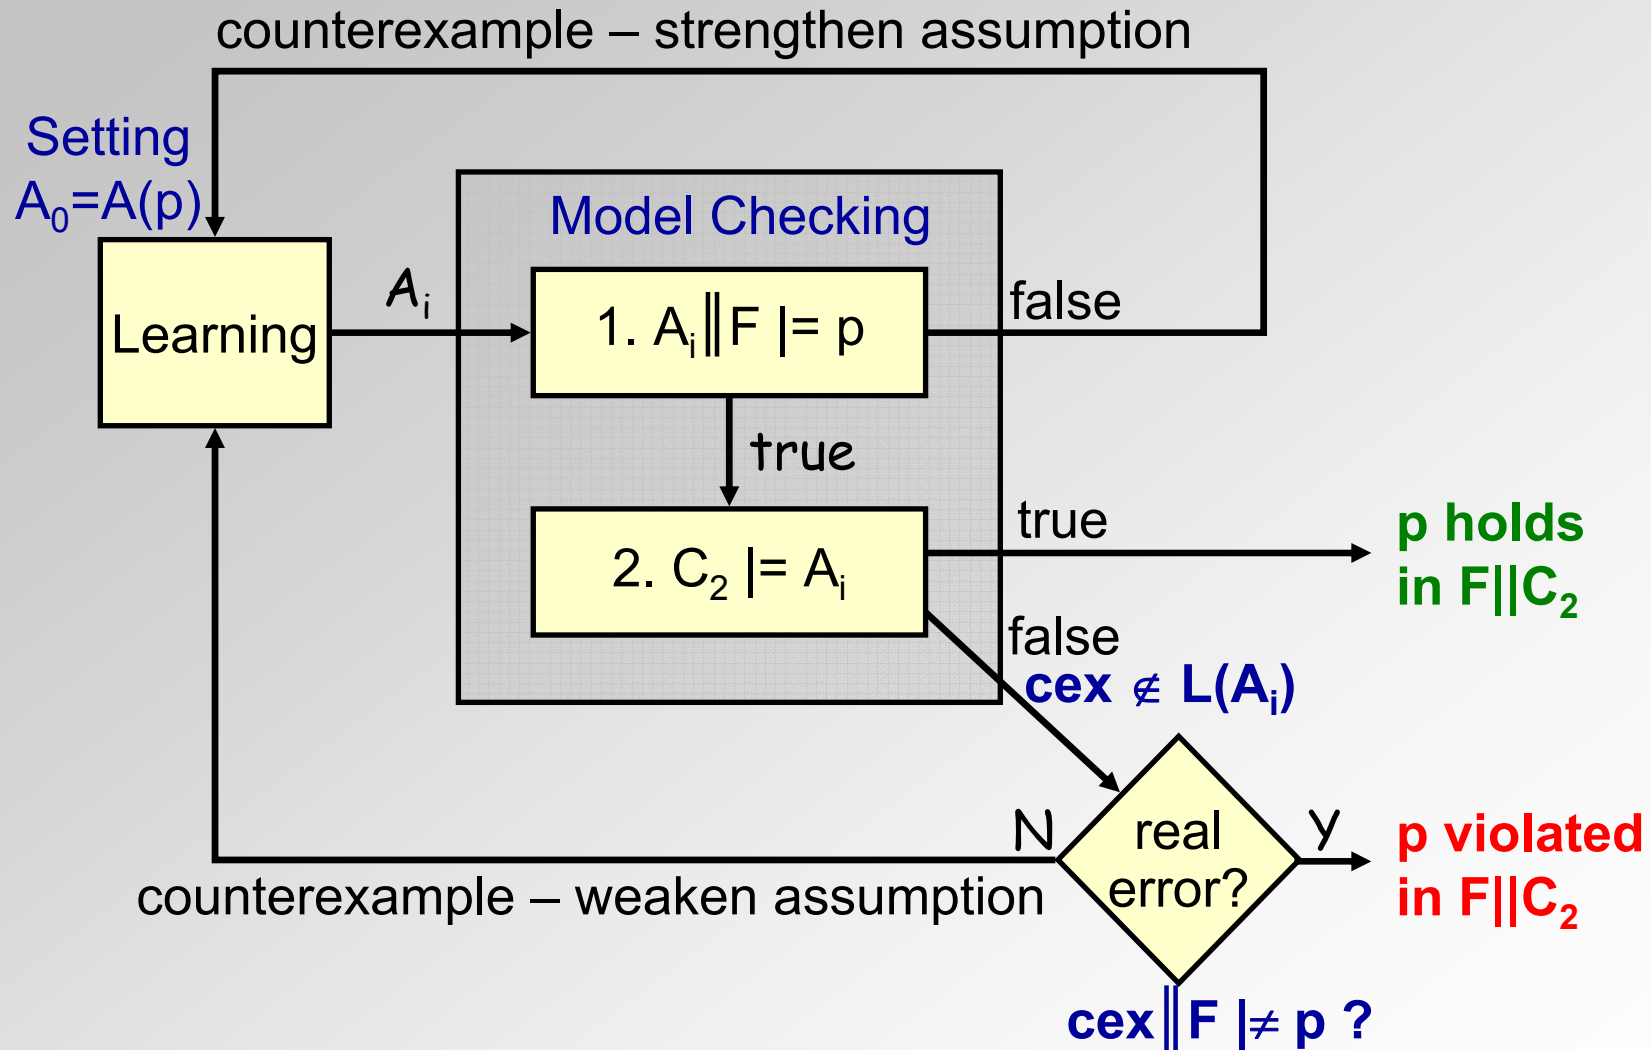 counterexample – strengthen assumption
Setting
A₀=A(p)
Model Checking
Learning
Aᵢ
1. Aᵢ‖F |= p
false
true
2. C₂ |= Aᵢ
true
p holds
in F||C₂
false
cex ∉ L(Aᵢ)
N
real
error?
Y
p violated
in F||C₂
counterexample – weaken assumption
cex‖F |≠ p ?